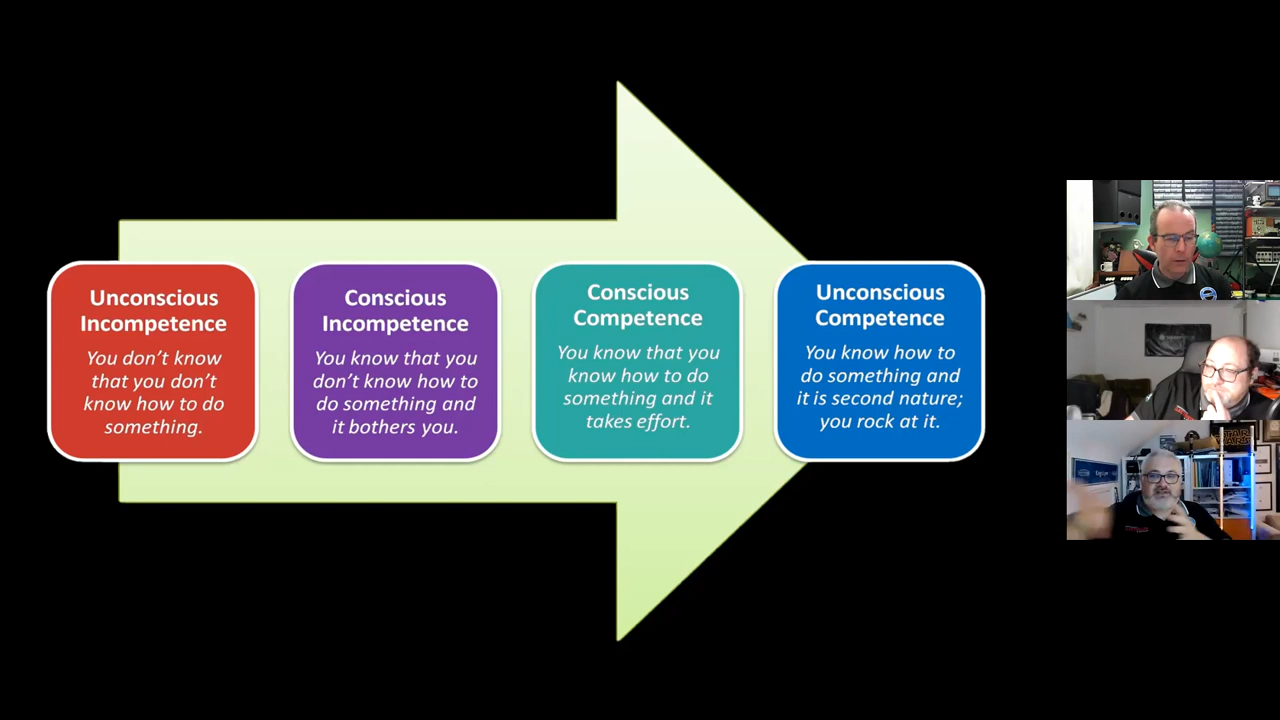 Unconscious
Incompetence
You don't know
that you don't
know how to do
something.
Conscious
Incompetence
You know that you
don't know how to
do something and
it bothers you.
Conscious
Competence
You know that you
know how to do
something and it
takes effort.
Unconscious
Competence
You know how to
do something and
it is second nature;
you rock at it.
STAR
WARS